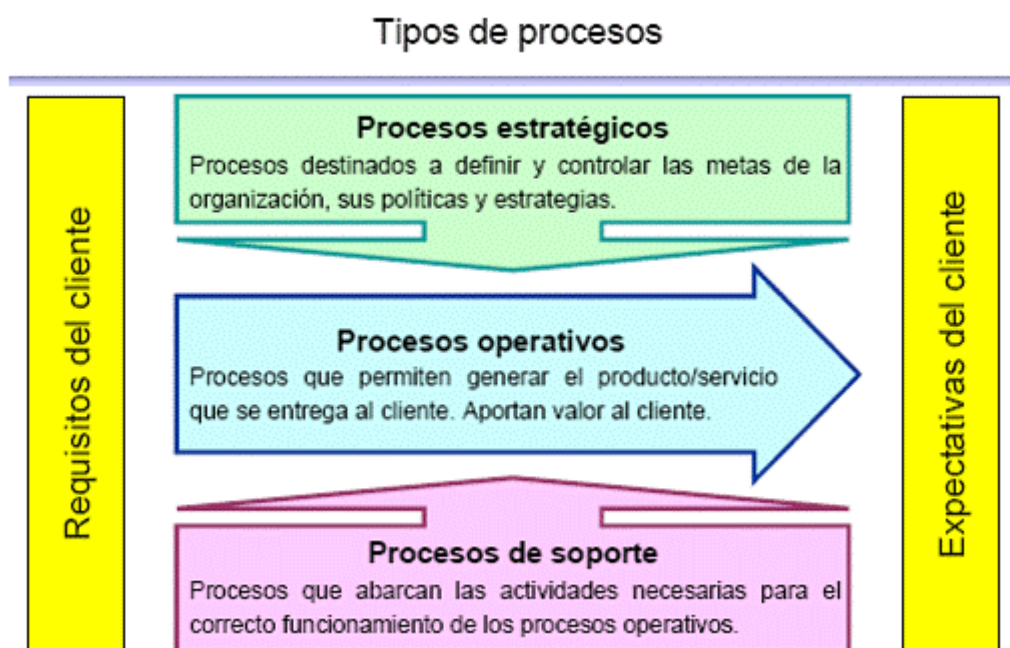 Tipos de procesos
Requisitos del cliente
Procesos estratégicos
Procesos destinados a definir y controlar las metas de la
organización, sus políticas y estrategias.
Procesos operativos
Procesos que permiten generar el producto/servicio
que se entrega al cliente. Aportan valor al cliente.
Procesos de soporte
Procesos que abarcan las actividades necesarias para el
correcto funcionamiento de los procesos operativos.
Expectativas del cliente